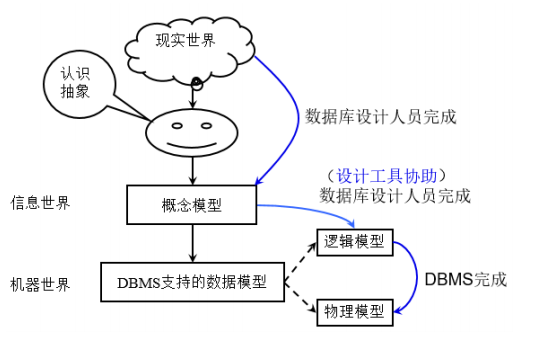 现实世界
认识
抽象
数据库设计人员完成
（设计工具协助）
数据库设计人员完成
信息世界
概念模型
逻辑模型
机器世界
DBMS支持的数据模型
DBMS完成
物理模型